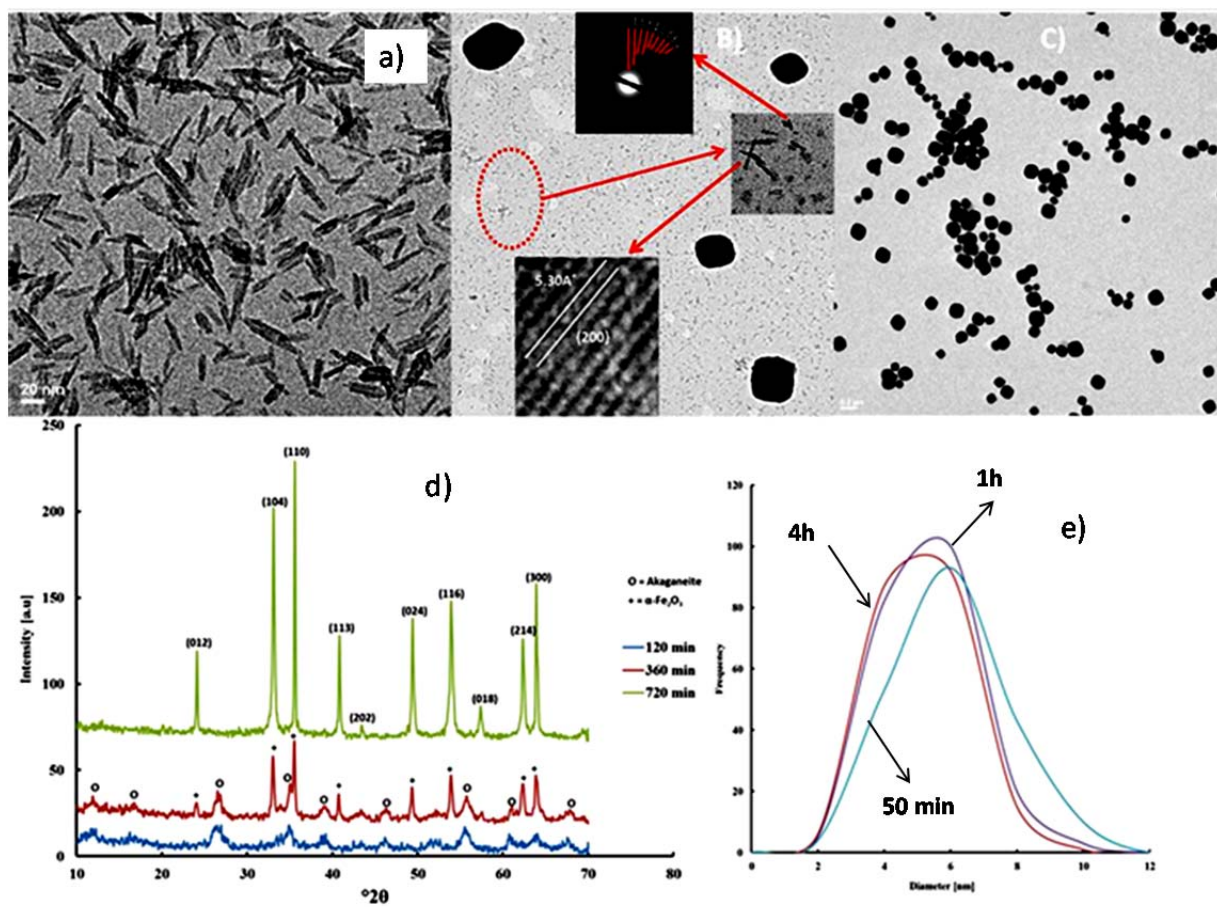 a)
B)
C)
5.30A°
(200)
20 nm
d)
250
200
150
100
50
0
Intensity [a.u]
10
20
30
40
50
60
70
80
°2θ
(012)
(104)
(110)
(113)
(202)
(024)
(116)
(018)
(214)
(300)
O = Akaganeite
* = α-Fe₂O₃
120 min
360 min
720 min
e)
1h
4h
50 min
120
100
80
60
40
20
0
Frequency
0
2
4
6
8
10
12
Diameter [nm]